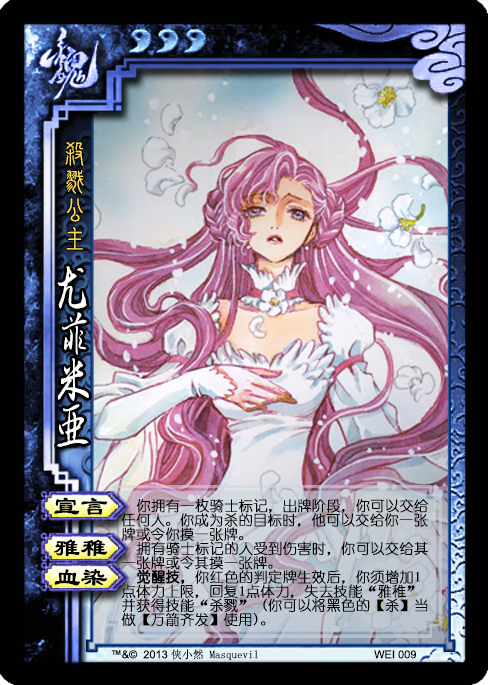 魏
殺戮公主
尤菲米亜
宣言
你拥有一枚骑士标记，出牌阶段，你可以交给
任何人。你成为杀的目标时，他可以交给你一张
牌或令你摸一张牌。
雅稚
拥有骑士标记的人受到伤害时，你可以交给其
一张牌或令其摸一张牌。
血染
觉醒技，你红色的判定牌生效后，你须增加1
点体力上限，回复1点体力，失去技能“雅稚”
并获得技能“杀戮”（你可以将黑色的【杀】当
做【万箭齐发】使用）。
™&© 2013 侠小然 Masquevil
WEI 009